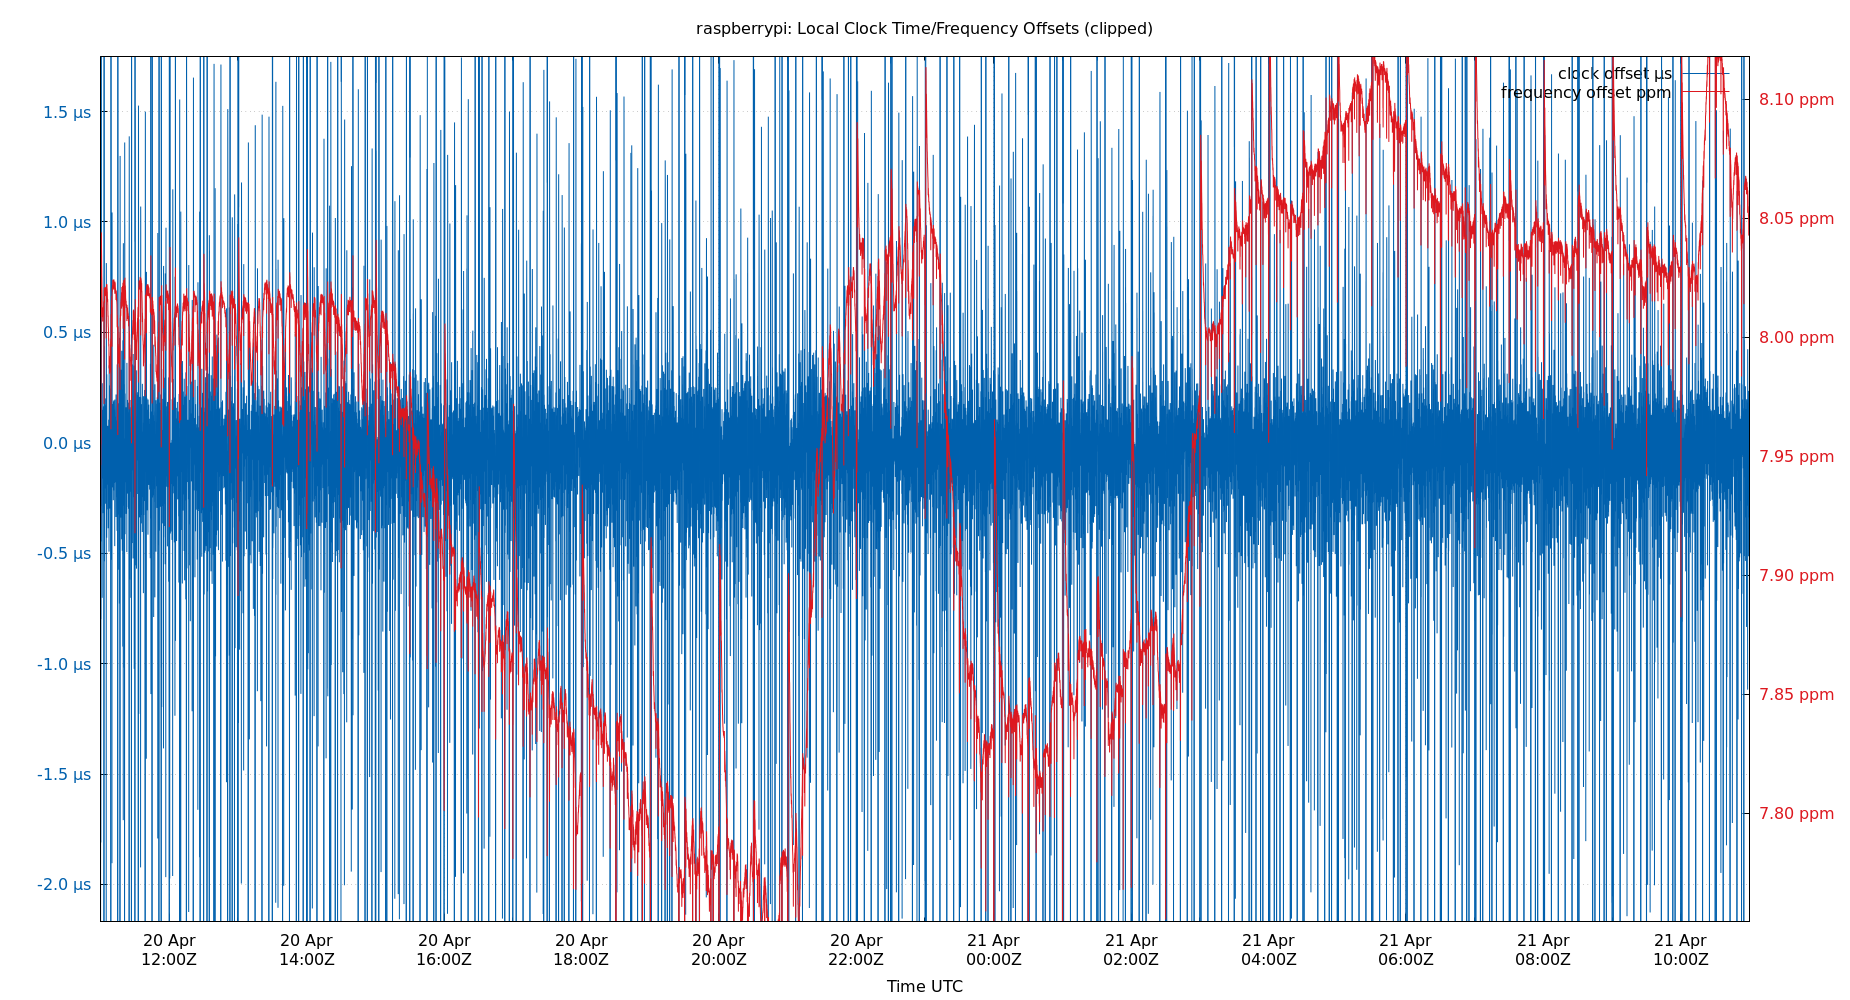 raspberrypi: Local Clock Time/Frequency Offsets (clipped)
clock offset µs
frequency offset ppm
1.5 µs
1.0 µs
0.5 µs
0.0 µs
-0.5 µs
-1.0 µs
-1.5 µs
-2.0 µs
8.10 ppm
8.05 ppm
8.00 ppm
7.95 ppm
7.90 ppm
7.85 ppm
7.80 ppm
20 Apr 20 Apr 20 Apr 20 Apr 20 Apr 20 Apr 21 Apr 21 Apr 21 Apr 21 Apr 21 Apr 21 Apr
12:00Z 14:00Z 16:00Z 18:00Z 20:00Z 22:00Z 00:00Z 02:00Z 04:00Z 06:00Z 08:00Z 10:00Z
Time UTC